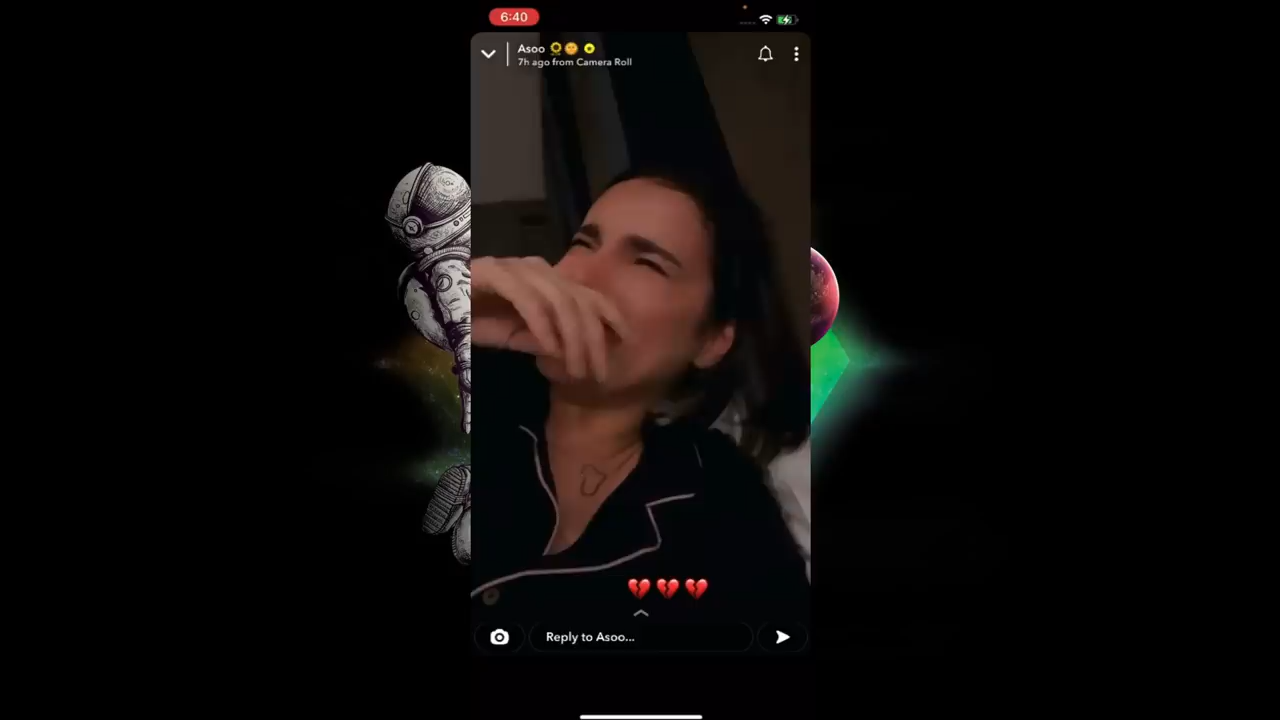 6:40
Asoo 🌻🌝 ☀️
7h ago from Camera Roll
💔 💔 💔
Reply to Asoo...